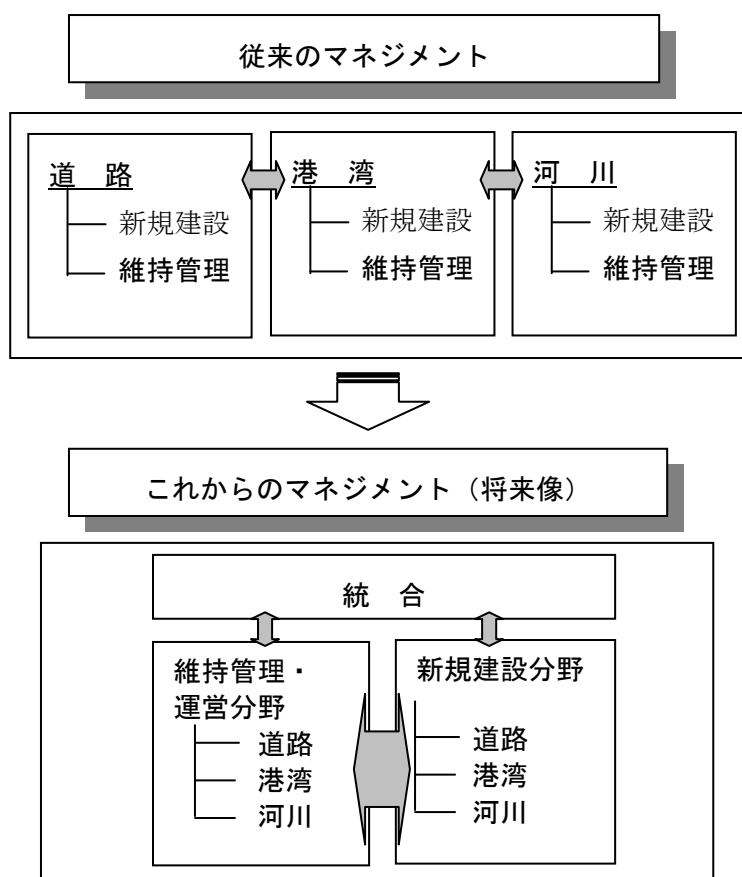 従来のマネジメント
道　路
新規建設
維持管理
港　湾
新規建設
維持管理
河　川
新規建設
維持管理
これからのマネジメント（将来像）
統　合
維持管理・
運営分野
道路
港湾
河川
新規建設分野
道路
港湾
河川